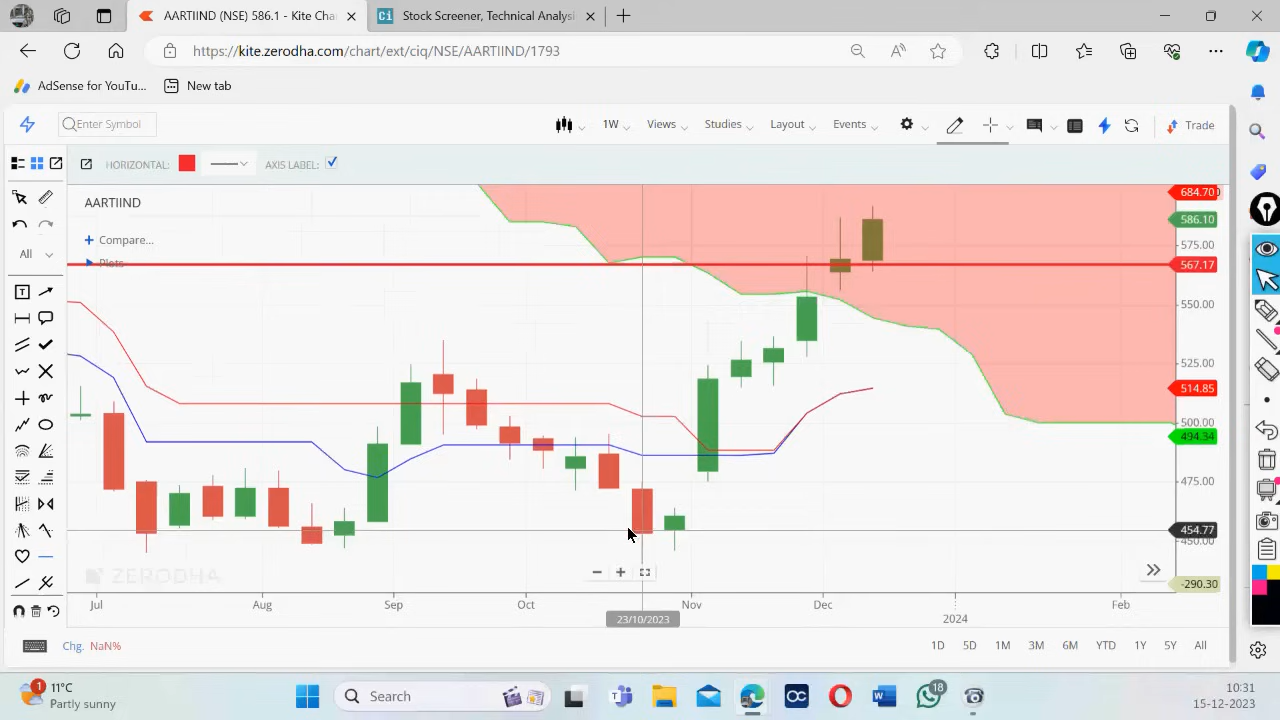 AARTIIND (NSE) 586.1 - Kite Cha
Stock Screener, Technical Analysi
https://kite.zerodha.com/chart/ext/ciq/NSE/AARTIIND/1793
AdSense for YouTu...
New tab
Enter Symbol
1W
Views
Studies
Layout
Events
Trade
HORIZONTAL:
AXIS LABEL:
AARTIIND
Compare...
Plots
All
684.70
586.10
575.00
567.17
550.00
525.00
514.85
500.00
494.34
475.00
454.77
450.00
-290.30
ZERODHA
Jul
Aug
Sep
Oct
Nov
Dec
2024
Feb
23/10/2023
Chg. NaN%
1D 5D 1M 3M 6M YTD 1Y 5Y All
1
11°C
Partly sunny
Search
18
10:31
15-12-2023